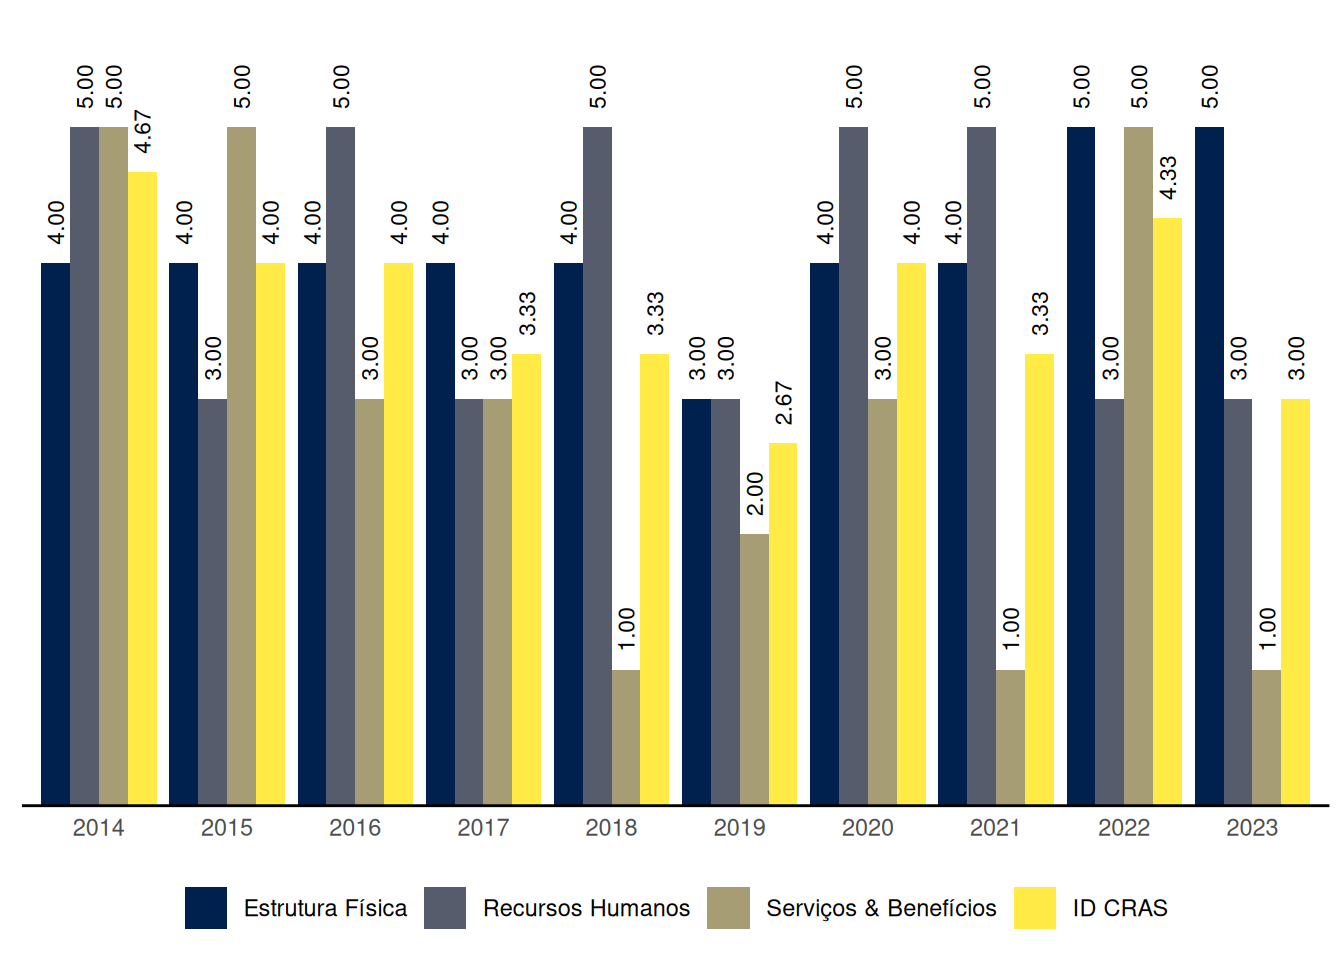 5.00 5.00 5.00 5.00 5.00 5.00 5.00 5.00 5.00 5.00
4.67
4.33
4.00 4.00 4.00 4.00 4.00 4.00 4.00 4.00 4.00 4.00
3.33 3.33 3.33
3.00 3.00 3.00 3.00 3.00 3.00 3.00 3.00 3.00 3.00
2.67
2.00
1.00 1.00 1.00
2014 2015 2016 2017 2018 2019 2020 2021 2022 2023
Estrutura Física Recursos Humanos Serviços & Benefícios ID CRAS